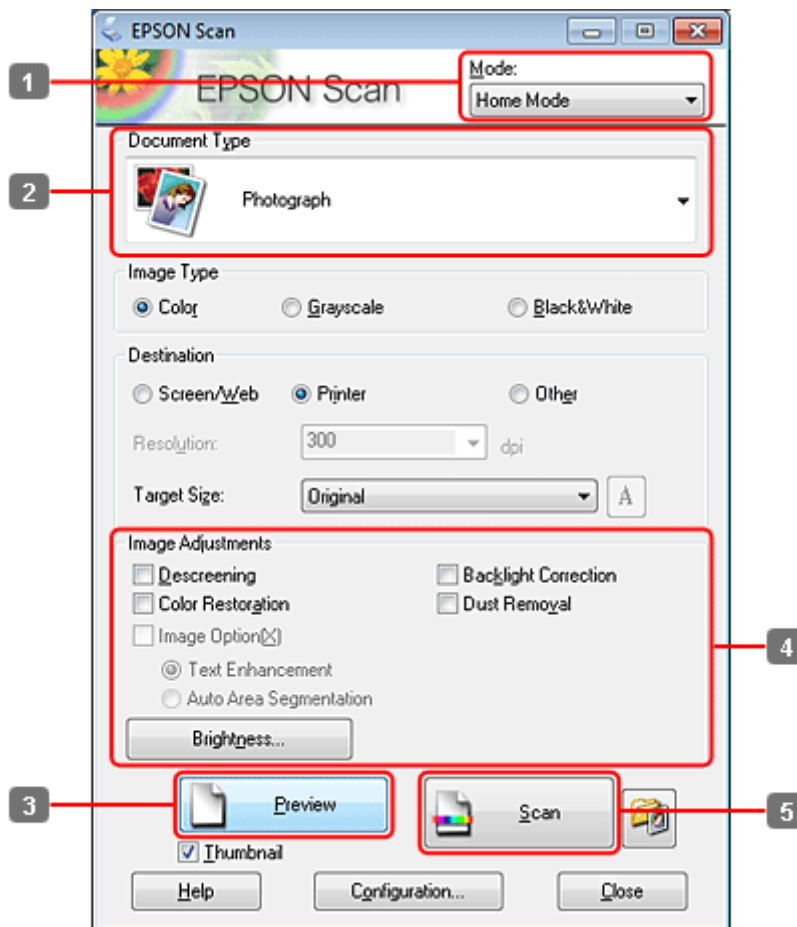 EPSON Scan
EPSON Scan
Mode:
1
Home Mode
Document Type
2
Photograph
Image Type
Color Grayscale Black&White
Destination
Screen/Web Printer Other
Resolution: 300 dpi
Target Size: Original A
Image Adjustments
Descreening Backlight Correction
Color Restoration Dust Removal
Image Option(X)
4
Text Enhancement
Auto Area Segmentation
Brightness...
3 Preview Scan 5
Thumbnail
Help Configuration... Close